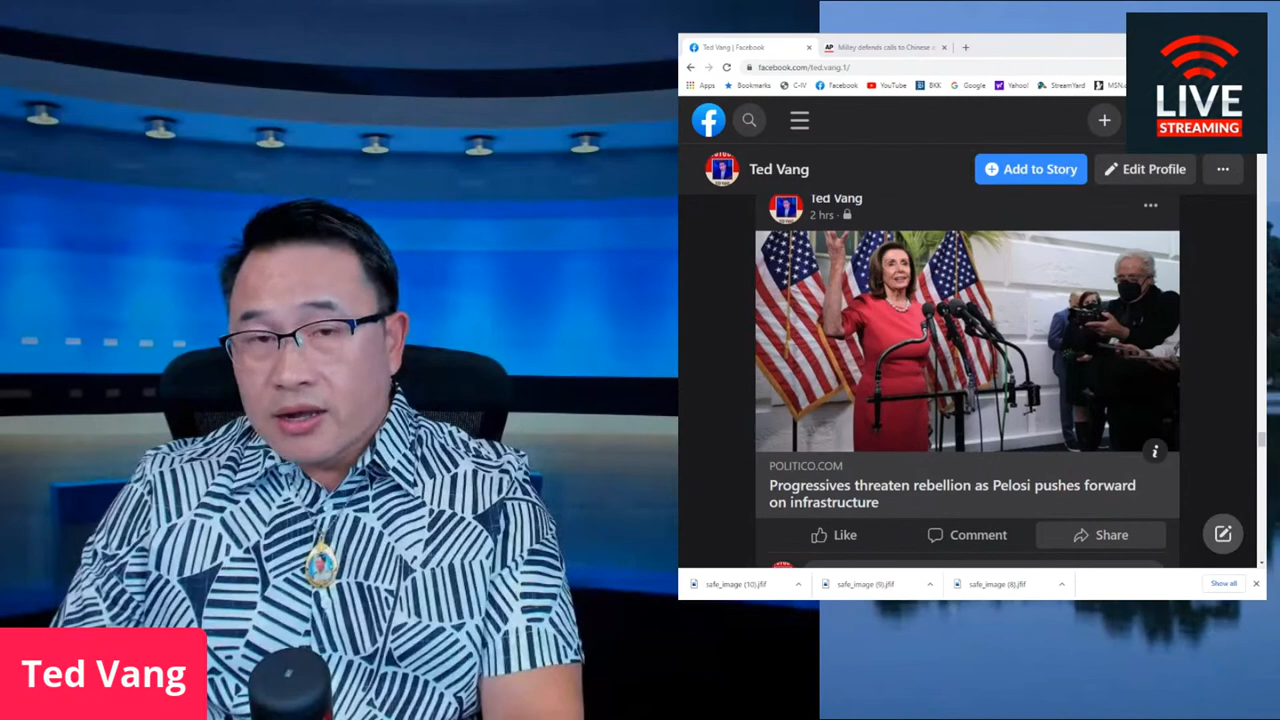 Ted Vang | Facebook
AP
Milley defends calls to Chinese
facebook.com/ted.vang.1/
Apps
Bookmarks
C-IV
Facebook
YouTube
BKK
Google
Yahoo!
StreamYard
LIVE
STREAMING
Ted Vang
Add to Story
Edit Profile
Ted Vang
2 hrs
POLITICO.COM
Progressives threaten rebellion as Pelosi pushes forward
on infrastructure
Like
Comment
Share
safe_image (10).jfif
safe_image (9).jfif
safe_image (8).jfif
Show all
Ted Vang